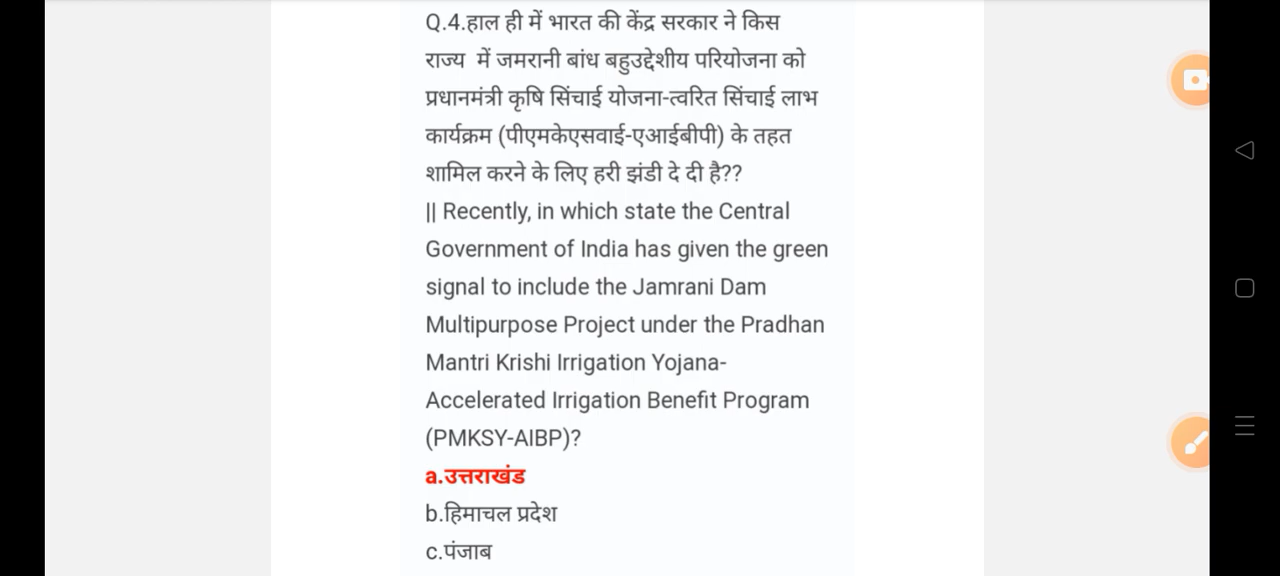 Q.4.हाल ही में भारत की केंद्र सरकार ने किस
राज्य में जमरानी बांध बहुउद्देशीय परियोजना को
प्रधानमंत्री कृषि सिंचाई योजना-त्वरित सिंचाई लाभ
कार्यक्रम (पीएमकेएसवाई-एआईबीपी) के तहत
शामिल करने के लिए हरी झंडी दे दी है??
|| Recently, in which state the Central
Government of India has given the green
signal to include the Jamrani Dam
Multipurpose Project under the Pradhan
Mantri Krishi Irrigation Yojana-
Accelerated Irrigation Benefit Program
(PMKSY-AIBP)?
a.उत्तराखंड
b.हिमाचल प्रदेश
c.पंजाब